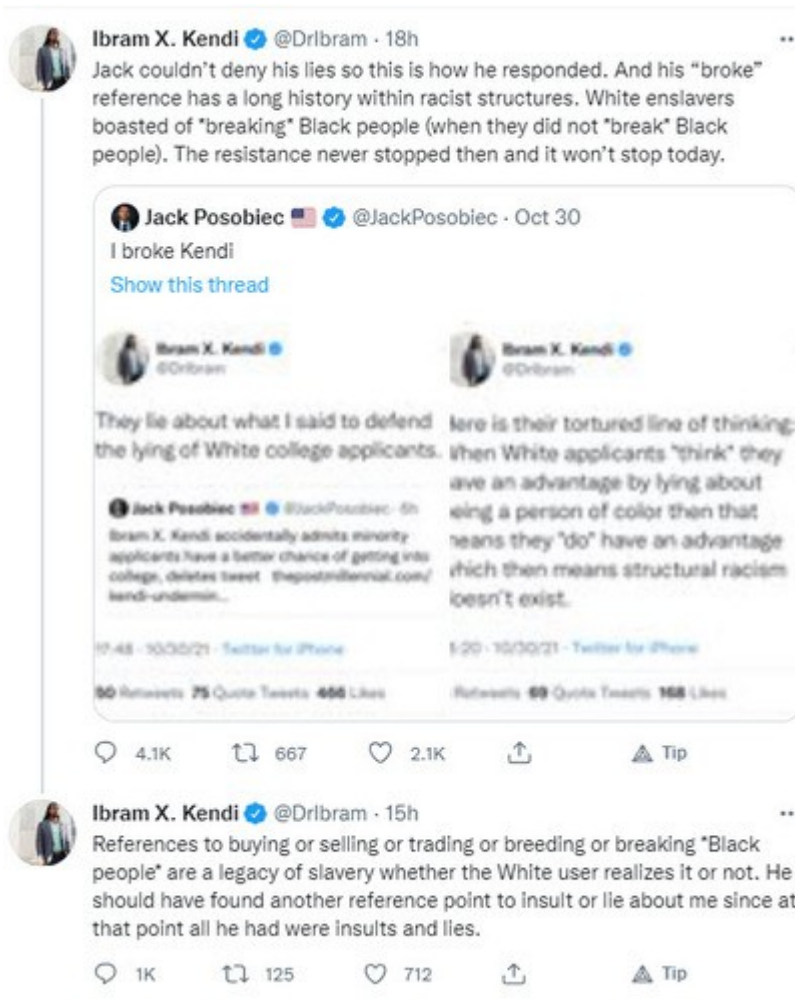 Ibram X. Kendi @DrIbram · 18h
Jack couldn't deny his lies so this is how he responded. And his “broke”
reference has a long history within racist structures. White enslavers
boasted of *breaking* Black people (when they did not *break* Black
people). The resistance never stopped then and it won't stop today.
Jack Posobiec @JackPosobiec · Oct 30
I broke Kendi
Show this thread
Ibram X. Kendi
@DrIbram
They lie about what I said to defend
the lying of White college applicants.
Jack Posobiec @JackPosobiec · 6h
Ibram X. Kendi accidentally admits minority
applicants have a better chance of getting into
college, deletes tweet thepostmillennial.com/
kendi-undermin...
17:48 · 10/30/21 · Twitter for iPhone
50 Retweets 75 Quote Tweets 466 Likes
Ibram X. Kendi
@DrIbram
Here is their tortured line of thinking:
When White applicants "think" they
ave an advantage by lying about
eing a person of color then that
neans they "do" have an advantage
which then means structural racism
doesn't exist.
5:20 · 10/30/21 · Twitter for iPhone
Retweets 69 Quote Tweets 168 Likes
4.1K 667 2.1K Tip
Ibram X. Kendi @DrIbram · 15h
References to buying or selling or trading or breeding or breaking *Black
people* are a legacy of slavery whether the White user realizes it or not. He
should have found another reference point to insult or lie about me since at
that point all he had were insults and lies.
1K 125 712 Tip